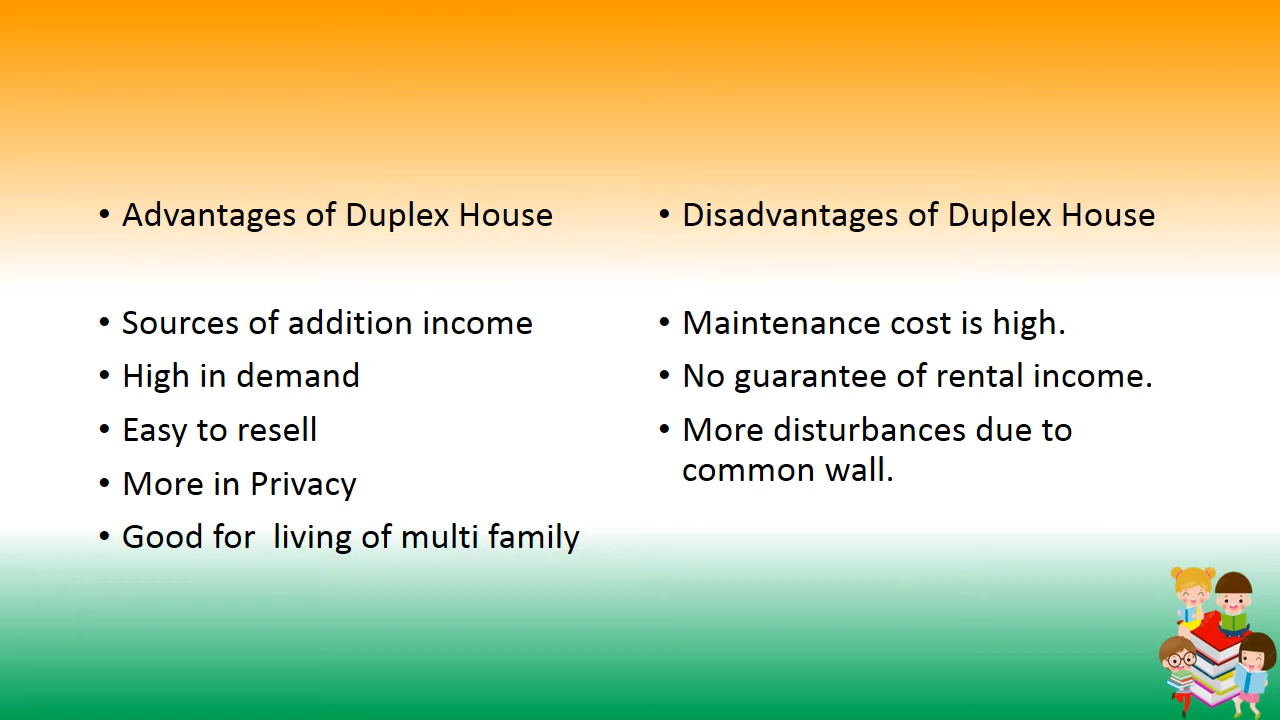 • Advantages of Duplex House
• Sources of addition income
• High in demand
• Easy to resell
• More in Privacy
• Good for  living of multi family
• Disadvantages of Duplex House
• Maintenance cost is high.
• No guarantee of rental income.
• More disturbances due to
common wall.